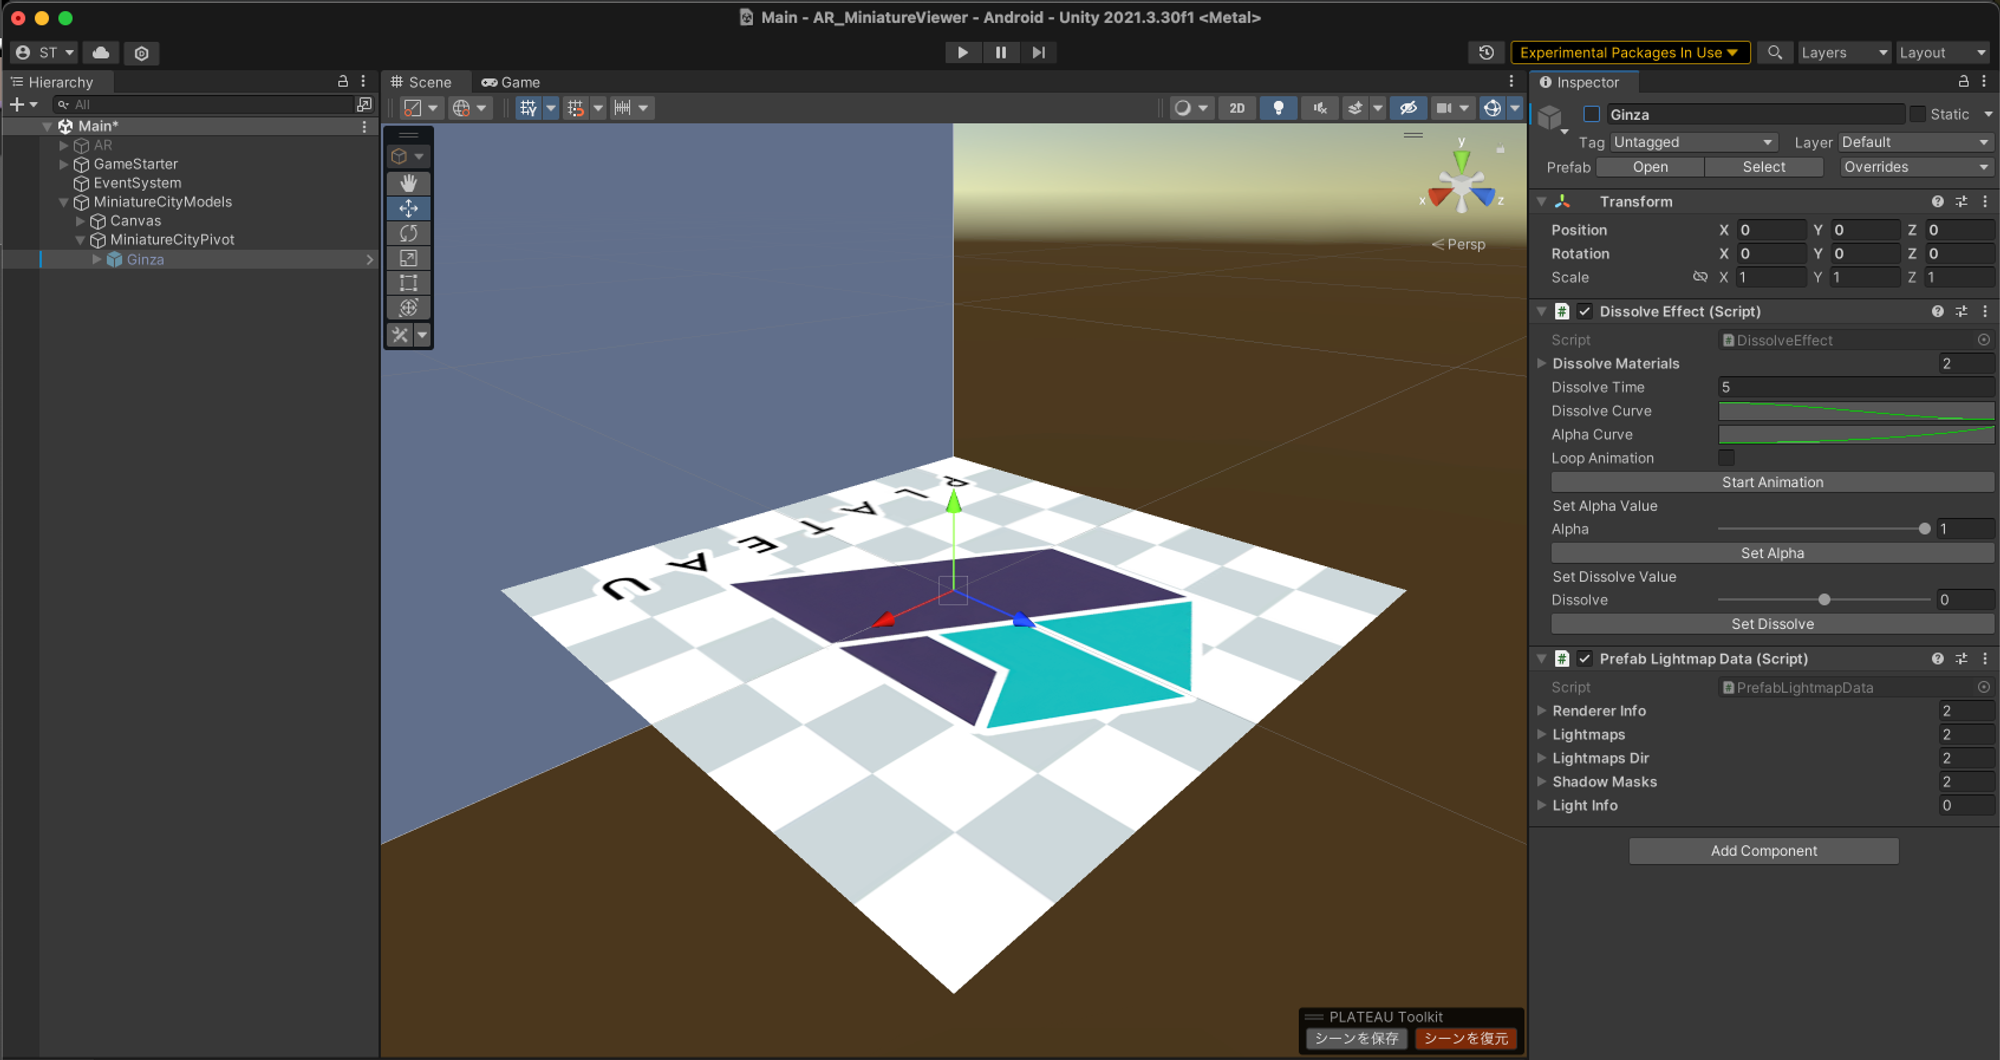 Main - AR_MiniatureViewer - Android - Unity 2021.3.30f1 <Metal>
ST
Experimental Packages In Use
Layers
Layout
Hierarchy
All
Main*
AR
GameStarter
EventSystem
MiniatureCityModels
Canvas
MiniatureCityPivot
Ginza
Scene
Game
2D
y
x
z
Persp
PLATEAU
PLATEAU Toolkit
シーンを保存
シーンを復元
Inspector
Ginza
Static
Tag Untagged
Layer Default
Prefab Open Select Overrides
Transform
Position X 0 Y 0 Z 0
Rotation X 0 Y 0 Z 0
Scale X 1 Y 1 Z 1
# Dissolve Effect (Script)
Script DissolveEffect
Dissolve Materials 2
Dissolve Time 5
Dissolve Curve
Alpha Curve
Loop Animation
Start Animation
Set Alpha Value
Alpha 1
Set Alpha
Set Dissolve Value
Dissolve 0
Set Dissolve
# Prefab Lightmap Data (Script)
Script PrefabLightmapData
Renderer Info 2
Lightmaps 2
Lightmaps Dir 2
Shadow Masks 2
Light Info 0
Add Component